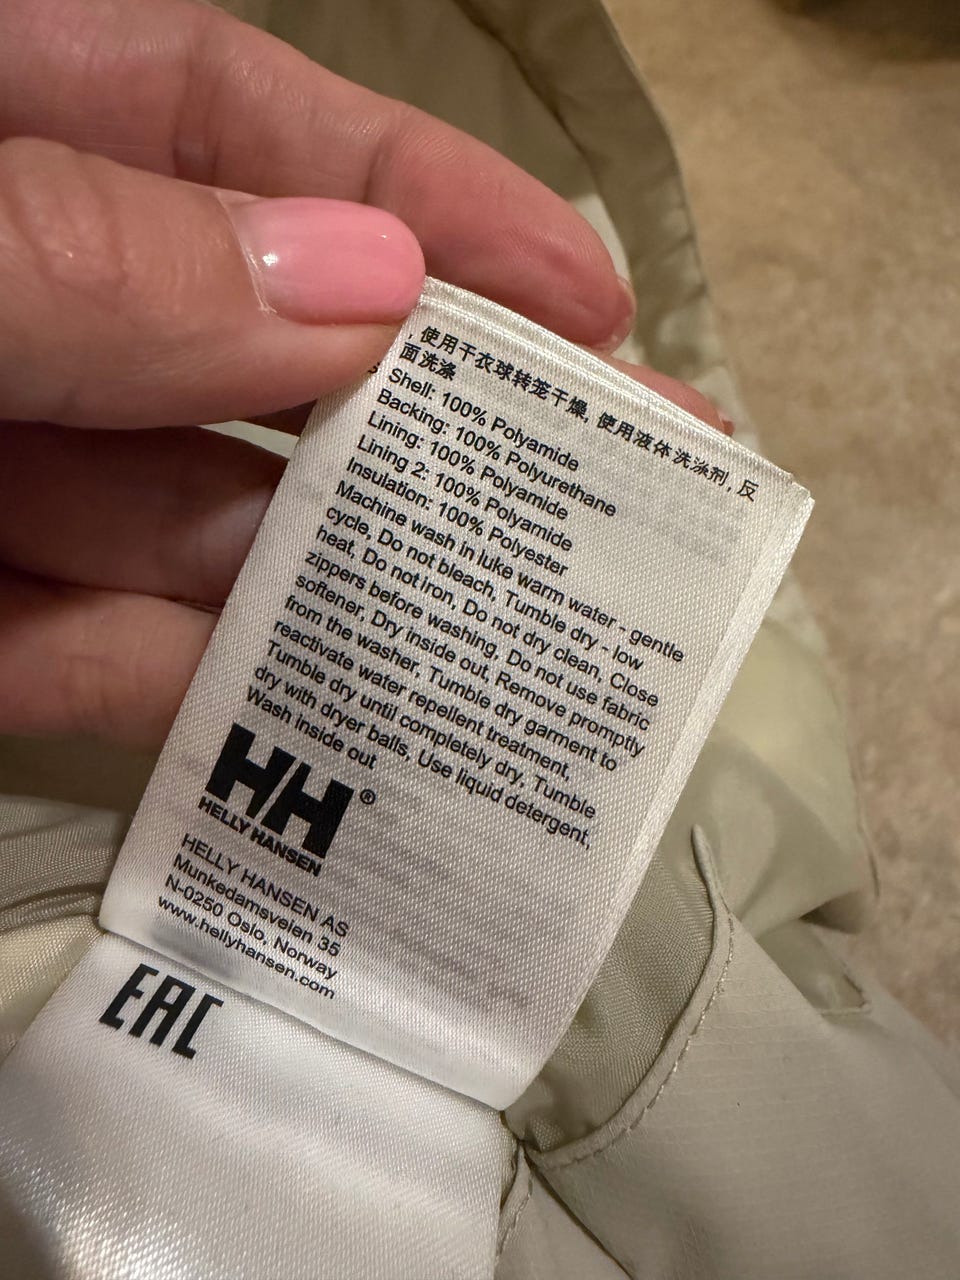 , 使用干衣球转笼干燥, 使用液体洗涤剂, 反
面洗涤
Shell: 100% Polyamide
Backing: 100% Polyurethane
Lining: 100% Polyamide
Lining 2: 100% Polyamide
Insulation: 100% Polyester
Machine wash in luke warm water - gentle
cycle, Do not bleach, Tumble dry - low
heat, Do not iron, Do not dry clean, Close
zippers before washing, Do not use fabric
softener, Dry inside out, Remove promptly
from the washer, Tumble dry garment to
reactivate water repellent treatment,
Tumble dry until completely dry, Tumble
dry with dryer balls, Use liquid detergent,
Wash inside out
HH®
HELLY HANSEN
HELLY HANSEN AS
Munkedamsveien 35
N-0250 Oslo, Norway
www.hellyhansen.com
EAC